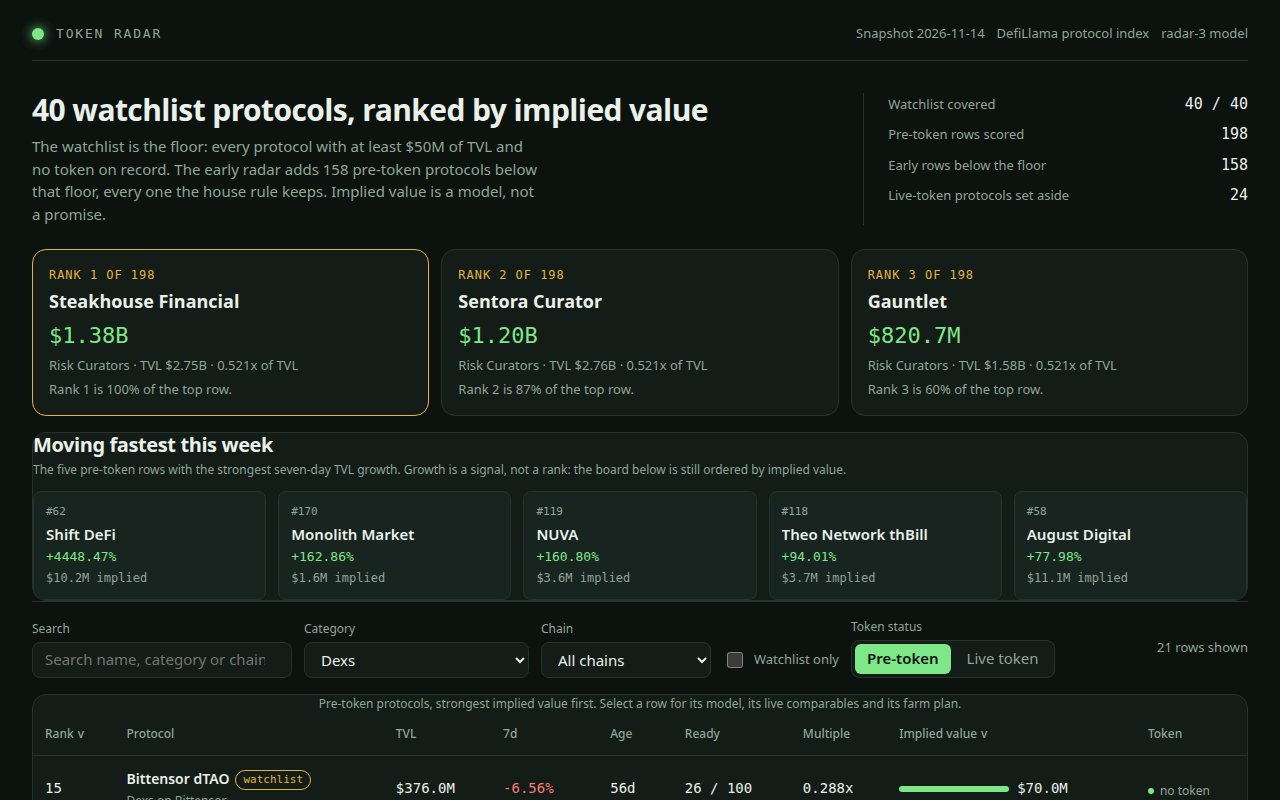 TOKEN RADAR
Snapshot 2026-11-14 DefiLlama protocol index radar-3 model
40 watchlist protocols, ranked by implied value
The watchlist is the floor: every protocol with at least $50M of TVL and
no token on record. The early radar adds 158 pre-token protocols below
that floor, every one the house rule keeps. Implied value is a model, not
a promise.
Watchlist covered 40 / 40
Pre-token rows scored 198
Early rows below the floor 158
Live-token protocols set aside 24
RANK 1 OF 198
Steakhouse Financial
$1.38B
Risk Curators · TVL $2.75B · 0.521x of TVL
Rank 1 is 100% of the top row.
RANK 2 OF 198
Sentora Curator
$1.20B
Risk Curators · TVL $2.76B · 0.521x of TVL
Rank 2 is 87% of the top row.
RANK 3 OF 198
Gauntlet
$820.7M
Risk Curators · TVL $1.58B · 0.521x of TVL
Rank 3 is 60% of the top row.
Moving fastest this week
The five pre-token rows with the strongest seven-day TVL growth. Growth is a signal, not a rank: the board below is still ordered by implied value.
#62
Shift DeFi
+4448.47%
$10.2M implied
#170
Monolith Market
+162.86%
$1.6M implied
#119
NUVA
+160.80%
$3.6M implied
#118
Theo Network thBill
+94.01%
$3.7M implied
#58
August Digital
+77.98%
$11.1M implied
Search
Search name, category or chain
Category
Dexs
Chain
All chains
Watchlist only
Token status
Pre-token Live token
21 rows shown
Pre-token protocols, strongest implied value first. Select a row for its model, its live comparables and its farm plan.
Rank v Protocol TVL 7d Age Ready Multiple Implied value v Token
15 Bittensor dTAO watchlist $376.0M -6.56% 56d 26 / 100 0.288x $70.0M no token
Dexs on Bittensor